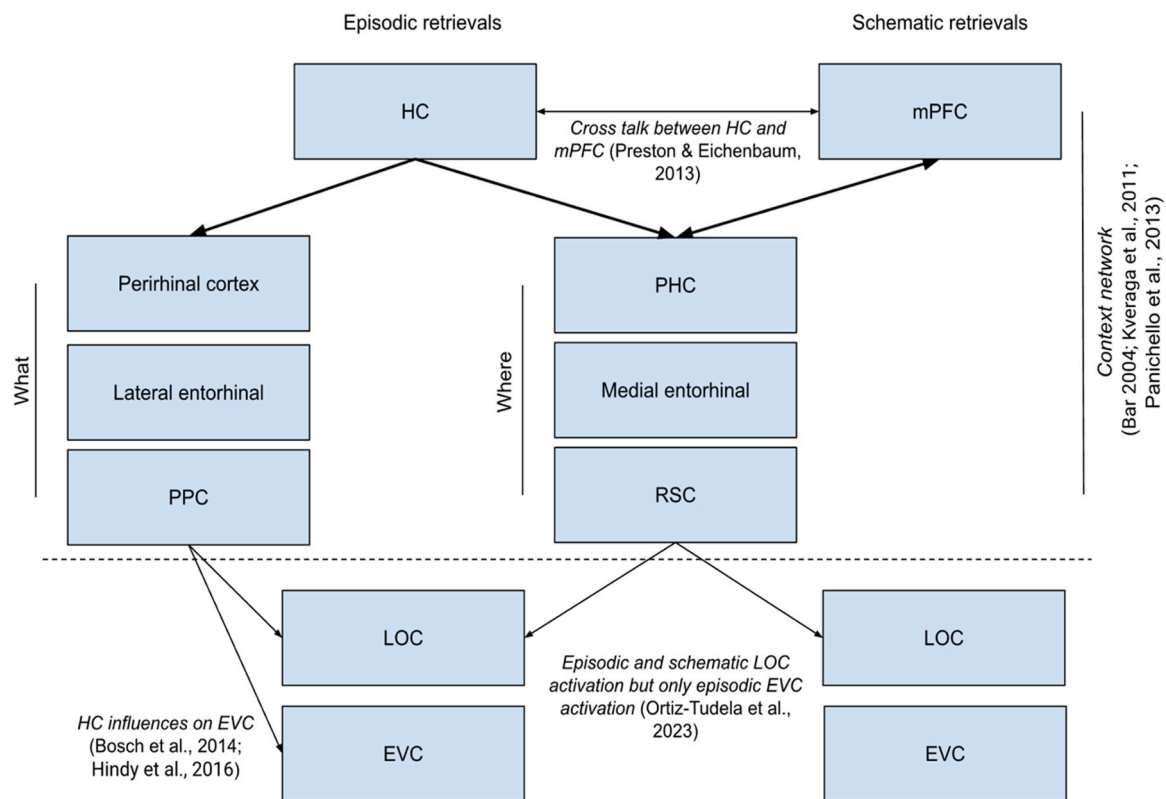 Episodic retrievals
Schematic retrievals
HC
mPFC
Cross talk between HC and
mPFC (Preston & Eichenbaum,
2013)
Context network
(Bar 2004; Kveraga et al., 2011;
Panichello et al., 2013)
What
Perirhinal cortex
Lateral entorhinal
PPC
Where
PHC
Medial entorhinal
RSC
LOC
LOC
Episodic and schematic LOC
activation but only episodic EVC
activation (Ortiz-Tudela et al.,
2023)
HC influences on EVC
(Bosch et al., 2014;
Hindy et al., 2016)
EVC
EVC